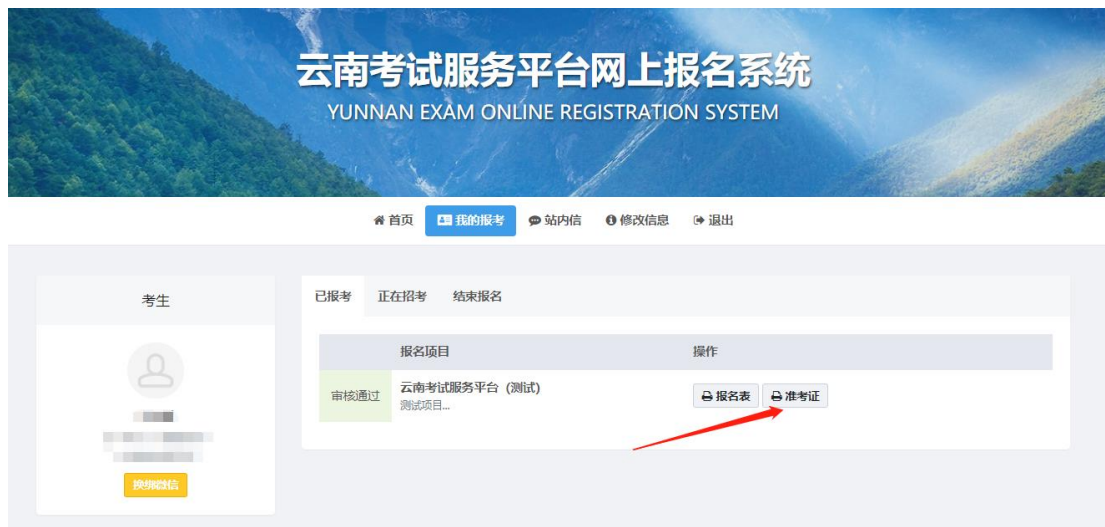 云南考试服务平台网上报名系统
YUNNAN EXAM ONLINE REGISTRATION SYSTEM
首页 我的报考 站内信 修改信息 退出
考生
换绑微信
已报考 正在招考 结束报名
报名项目 操作
审核通过 云南考试服务平台（测试） 报名表 准考证
测试项目...